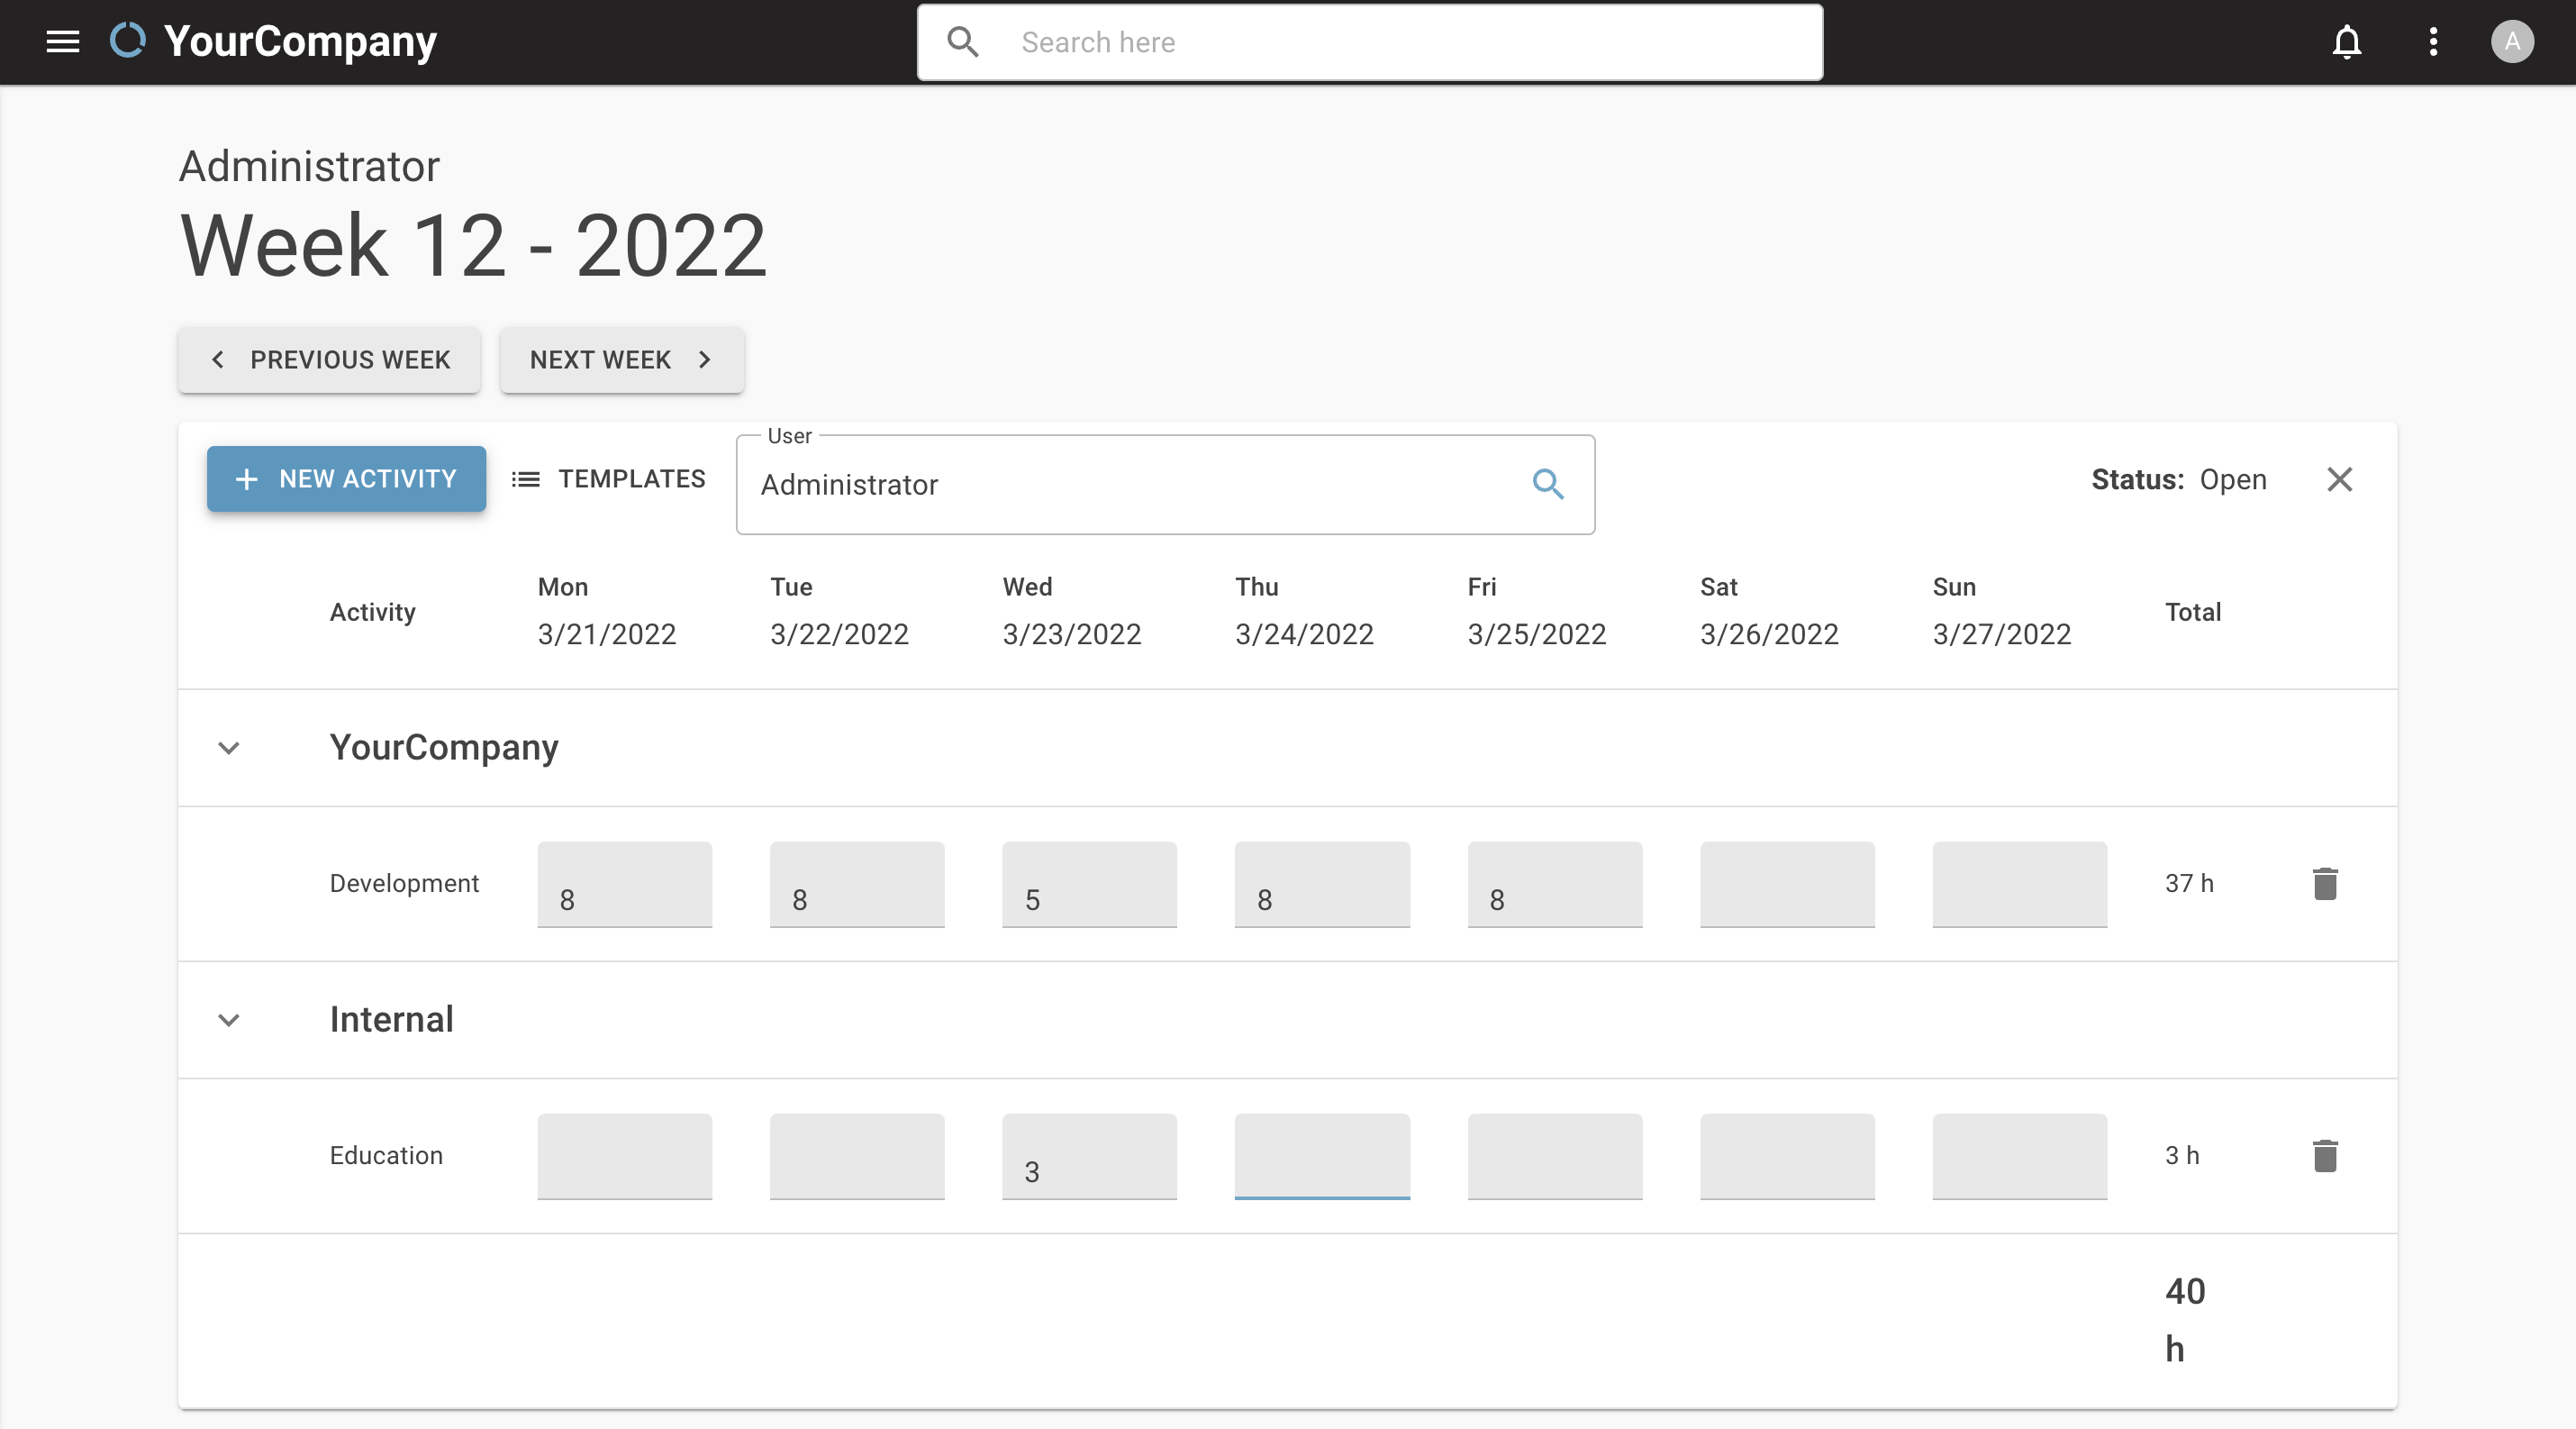 YourCompany
Search here
A
Administrator
Week 12 - 2022
PREVIOUS WEEK
NEXT WEEK
NEW ACTIVITY
TEMPLATES
User
Administrator
Status: Open
Activity
Mon
3/21/2022
Tue
3/22/2022
Wed
3/23/2022
Thu
3/24/2022
Fri
3/25/2022
Sat
3/26/2022
Sun
3/27/2022
Total
YourCompany
Development
8
8
5
8
8
37 h
Internal
Education
3
3 h
40
h